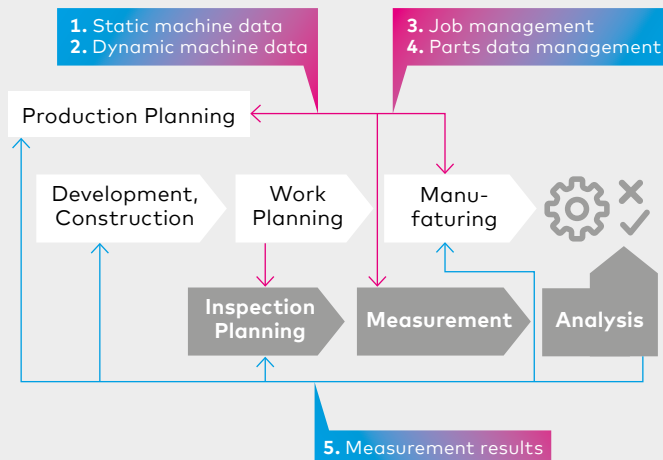 1. Static machine data
2. Dynamic machine data
3. Job management
4. Parts data management
Production Planning
Development,
Construction
Work
Planning
Manu-
faturing
Inspection
Planning
Measurement
Analysis
5. Measurement results